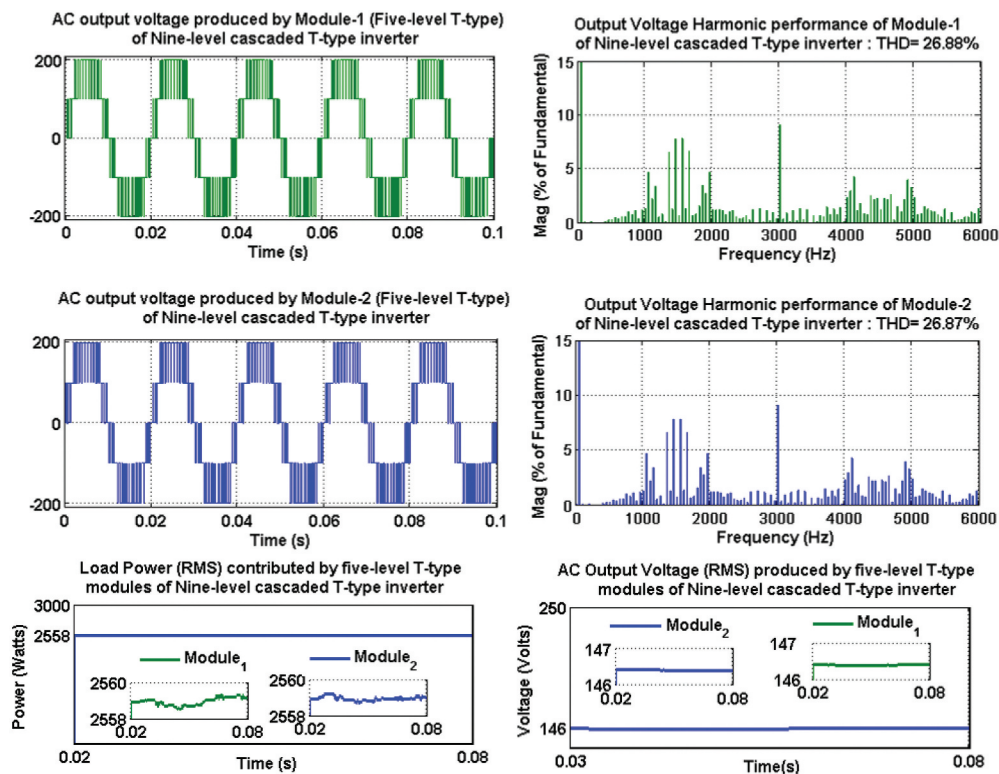 AC output voltage produced by Module-1 (Five-level T-type)
of Nine-level cascaded T-type inverter
200
100
0
-100
-200
0
0.02
0.04
0.06
0.08
0.1
Time (s)
Output Voltage Harmonic performance of Module-1
of Nine-level cascaded T-type inverter : THD= 26.88%
Mag (% of Fundamental)
15
10
5
0
0
1000
2000
3000
4000
5000
6000
Frequency (Hz)
AC output voltage produced by Module-2 (Five-level T-type)
of Nine-level cascaded T-type inverter
200
100
0
-100
-200
0
0.02
0.04
0.06
0.08
0.1
Time (s)
Output Voltage Harmonic performance of Module-2
of Nine-level cascaded T-type inverter : THD= 26.87%
Mag (% of Fundamental)
15
10
5
0
0
1000
2000
3000
4000
5000
6000
Frequency (Hz)
Load Power (RMS) contributed by five-level T-type
modules of Nine-level cascaded T-type inverter
Power (Watts)
3000
2558
Module1
Module2
2560
2558
0.02
0.08
2560
2558
0.02
0.08
0.02
0.08
Time(s)
AC Output Voltage (RMS) produced by five-level T-type
modules of Nine-level cascaded T-type inverter
Voltage (Volts)
250
146
Module2
Module1
147
146
0.02
0.08
147
146
0.02
0.08
0.03
0.08
Time(s)